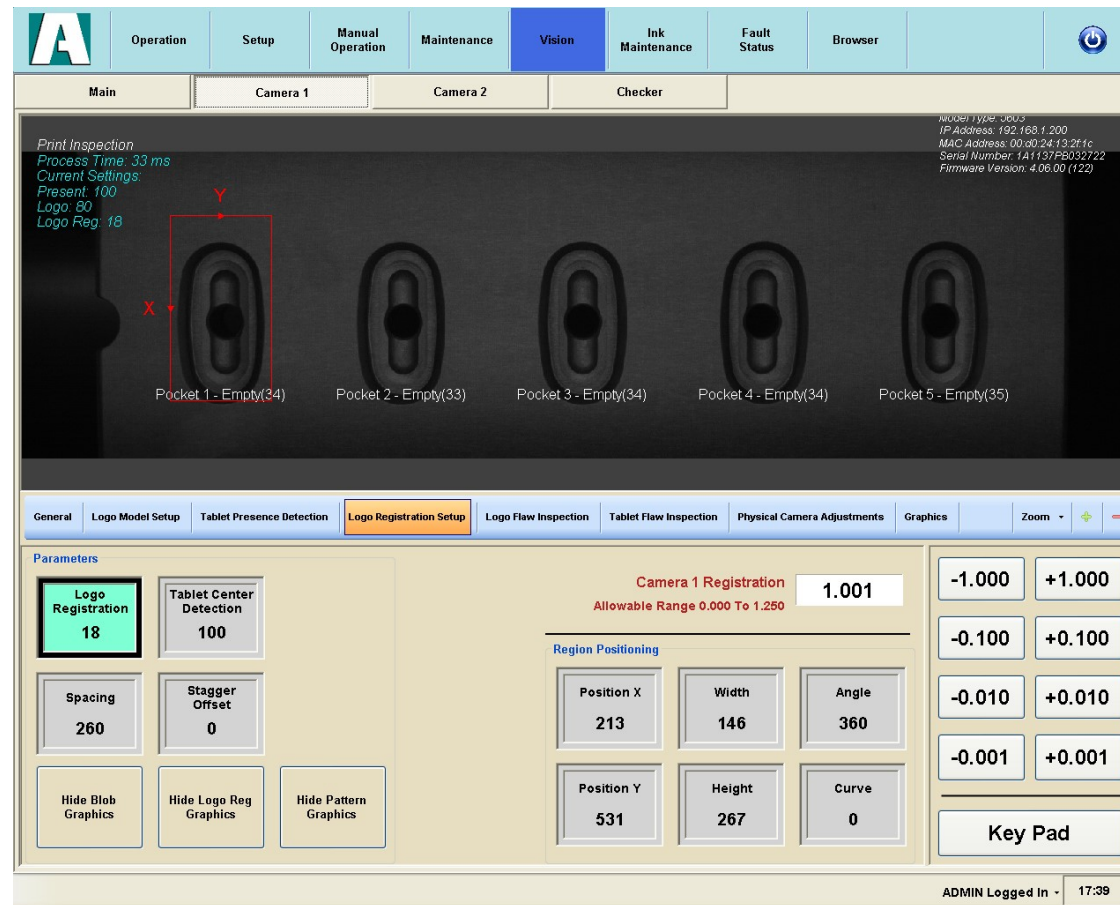 A
Operation
Setup
Manual
Operation
Maintenance
Vision
Ink
Maintenance
Fault
Status
Browser
Main
Camera 1
Camera 2
Checker
Print Inspection
Process Time: 33 ms
Current Settings:
Present: 100
Logo: 80
Logo Reg: 18
Model Type: 5603
IP Address: 192.168.1.200
MAC Address: 00:d0:24:13:2f:1c
Serial Number: 1A1137PB032722
Firmware Version: 4.06.00 (122)
Y
X
Pocket 1 - Empty(34)
Pocket 2 - Empty(33)
Pocket 3 - Empty(34)
Pocket 4 - Empty(34)
Pocket 5 - Empty(35)
General
Logo Model Setup
Tablet Presence Detection
Logo Registration Setup
Logo Flaw Inspection
Tablet Flaw Inspection
Physical Camera Adjustments
Graphics
Zoom
Parameters
Logo
Registration
18
Tablet Center
Detection
100
Spacing
260
Stagger
Offset
0
Hide Blob
Graphics
Hide Logo Reg
Graphics
Hide Pattern
Graphics
Camera 1 Registration
Allowable Range 0.000 To 1.250
1.001
Region Positioning
Position X
213
Width
146
Angle
360
Position Y
531
Height
267
Curve
0
-1.000
+1.000
-0.100
+0.100
-0.010
+0.010
-0.001
+0.001
Key Pad
ADMIN Logged In -
17:39